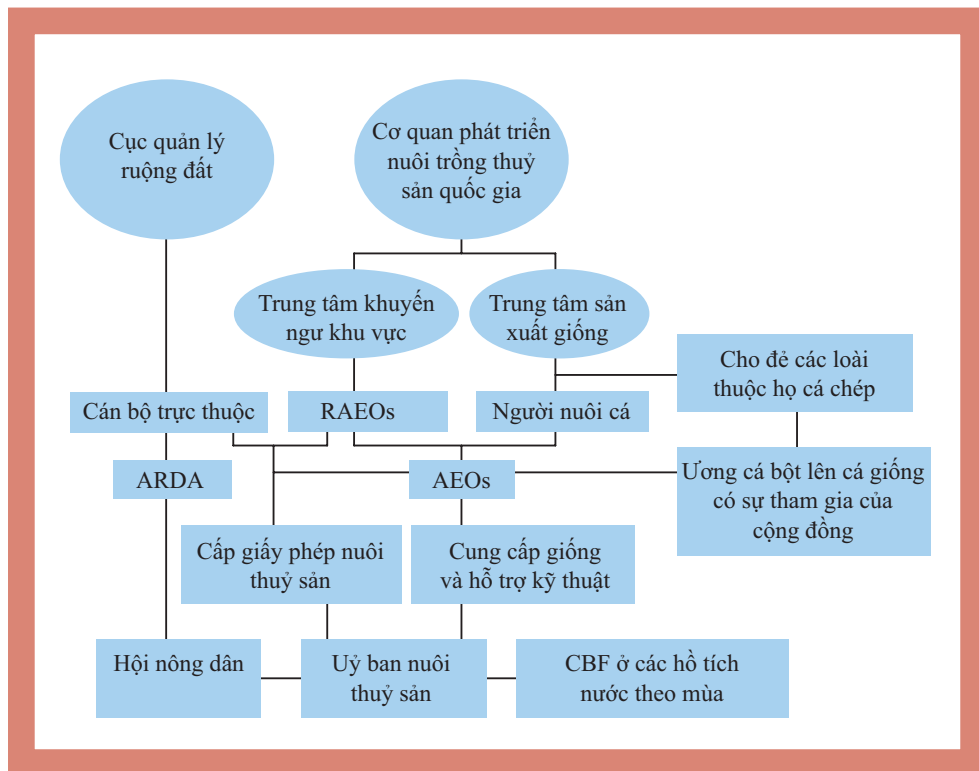 Cục quản lý
ruộng đất
Cơ quan phát triển
nuôi trồng thuỷ
sản quốc gia
Trung tâm khuyến
ngư khu vực
Trung tâm sản
xuất giống
Cho đẻ các loài
thuộc họ cá chép
Cán bộ trực thuộc
RAEOs
Người nuôi cá
ARDA
AEOs
Ương cá bột lên cá giống
có sự tham gia của
cộng đồng
Cấp giấy phép nuôi
thuỷ sản
Cung cấp giống
và hỗ trợ kỹ thuật
Hội nông dân
Uỷ ban nuôi
thuỷ sản
CBF ở các hồ tích
nước theo mùa